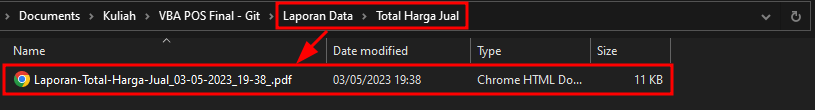 Documents > Kuliah > VBA POS Final - Git > Laporan Data > Total Harga Jual
Name Date modified Type Size
Laporan-Total-Harga-Jual_03-05-2023_19-38_.pdf 03/05/2023 19:38 Chrome HTML Do... 11 KB